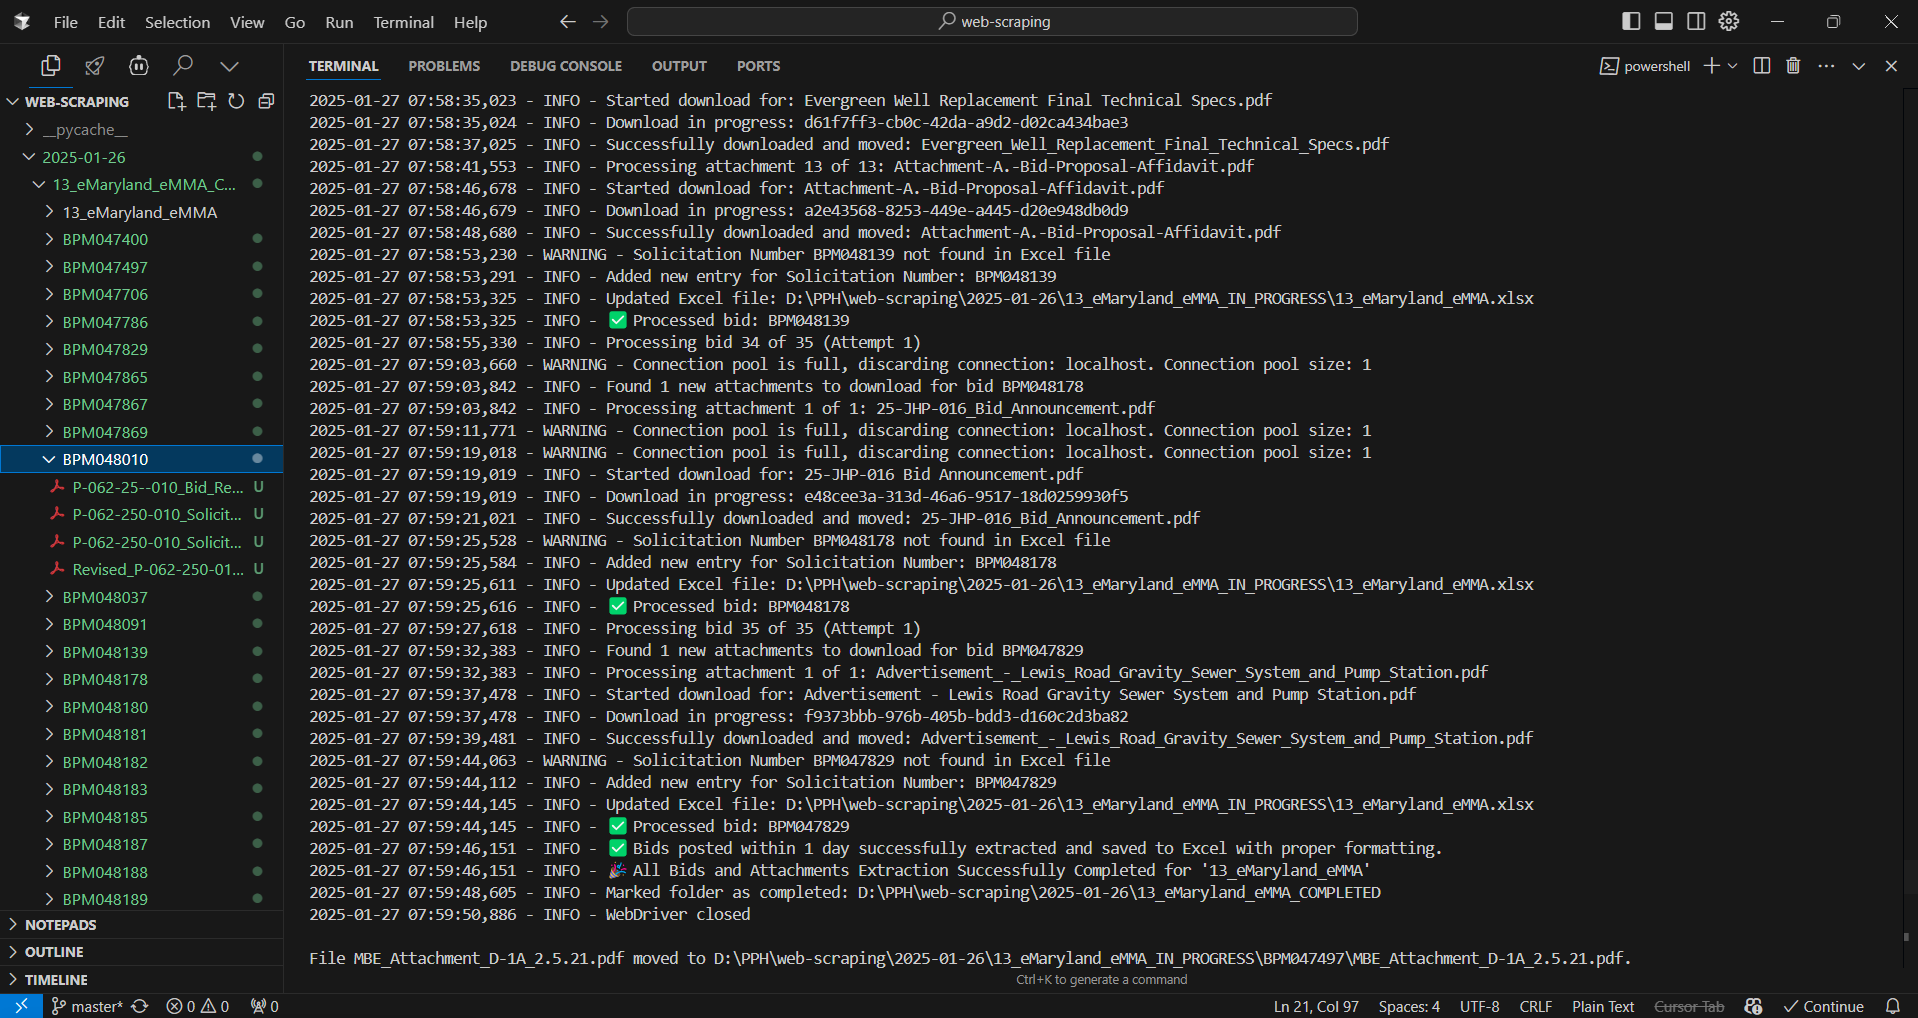 File Edit Selection View Go Run Terminal Help
web-scraping
WEB-SCRAPING
__pycache__
2025-01-26
13_eMaryland_eMMA_C...
13_eMaryland_eMMA
BPM047400
BPM047497
BPM047706
BPM047786
BPM047829
BPM047865
BPM047867
BPM047869
BPM048010
P-062-25--010_Bid_Re... U
P-062-250-010_Solicit... U
P-062-250-010_Solicit... U
Revised_P-062-250-01... U
BPM048037
BPM048091
BPM048139
BPM048178
BPM048180
BPM048181
BPM048182
BPM048183
BPM048185
BPM048187
BPM048188
BPM048189
NOTEPADS
OUTLINE
TIMELINE
TERMINAL PROBLEMS DEBUG CONSOLE OUTPUT PORTS
powershell
2025-01-27 07:58:35,023 - INFO - Started download for: Evergreen Well Replacement Final Technical Specs.pdf
2025-01-27 07:58:35,024 - INFO - Download in progress: d61f7ff3-cb0c-42da-a9d2-d02ca434bae3
2025-01-27 07:58:37,025 - INFO - Successfully downloaded and moved: Evergreen_Well_Replacement_Final_Technical_Specs.pdf
2025-01-27 07:58:41,553 - INFO - Processing attachment 13 of 13: Attachment-A.-Bid-Proposal-Affidavit.pdf
2025-01-27 07:58:46,678 - INFO - Started download for: Attachment-A.-Bid-Proposal-Affidavit.pdf
2025-01-27 07:58:46,679 - INFO - Download in progress: a2e43568-8253-449e-a445-d20e948db0d9
2025-01-27 07:58:48,680 - INFO - Successfully downloaded and moved: Attachment-A.-Bid-Proposal-Affidavit.pdf
2025-01-27 07:58:53,230 - WARNING - Solicitation Number BPM048139 not found in Excel file
2025-01-27 07:58:53,291 - INFO - Added new entry for Solicitation Number: BPM048139
2025-01-27 07:58:53,325 - INFO - Updated Excel file: D:\PPH\web-scraping\2025-01-26\13_eMaryland_eMMA_IN_PROGRESS\13_eMaryland_eMMA.xlsx
2025-01-27 07:58:53,325 - INFO - ✅ Processed bid: BPM048139
2025-01-27 07:58:55,330 - INFO - Processing bid 34 of 35 (Attempt 1)
2025-01-27 07:59:03,660 - WARNING - Connection pool is full, discarding connection: localhost. Connection pool size: 1
2025-01-27 07:59:03,842 - INFO - Found 1 new attachments to download for bid BPM048178
2025-01-27 07:59:03,842 - INFO - Processing attachment 1 of 1: 25-JHP-016_Bid_Announcement.pdf
2025-01-27 07:59:11,771 - WARNING - Connection pool is full, discarding connection: localhost. Connection pool size: 1
2025-01-27 07:59:19,018 - WARNING - Connection pool is full, discarding connection: localhost. Connection pool size: 1
2025-01-27 07:59:19,019 - INFO - Started download for: 25-JHP-016 Bid Announcement.pdf
2025-01-27 07:59:19,019 - INFO - Download in progress: e48cee3a-313d-46a6-9517-18d0259930f5
2025-01-27 07:59:21,021 - INFO - Successfully downloaded and moved: 25-JHP-016_Bid_Announcement.pdf
2025-01-27 07:59:25,528 - WARNING - Solicitation Number BPM048178 not found in Excel file
2025-01-27 07:59:25,584 - INFO - Added new entry for Solicitation Number: BPM048178
2025-01-27 07:59:25,611 - INFO - Updated Excel file: D:\PPH\web-scraping\2025-01-26\13_eMaryland_eMMA_IN_PROGRESS\13_eMaryland_eMMA.xlsx
2025-01-27 07:59:25,616 - INFO - ✅ Processed bid: BPM048178
2025-01-27 07:59:27,618 - INFO - Processing bid 35 of 35 (Attempt 1)
2025-01-27 07:59:32,383 - INFO - Found 1 new attachments to download for bid BPM047829
2025-01-27 07:59:32,383 - INFO - Processing attachment 1 of 1: Advertisement_-_Lewis_Road_Gravity_Sewer_System_and_Pump_Station.pdf
2025-01-27 07:59:37,478 - INFO - Started download for: Advertisement - Lewis Road Gravity Sewer System and Pump Station.pdf
2025-01-27 07:59:37,478 - INFO - Download in progress: f9373bbb-976b-405b-bdd3-d160c2d3ba82
2025-01-27 07:59:39,481 - INFO - Successfully downloaded and moved: Advertisement_-_Lewis_Road_Gravity_Sewer_System_and_Pump_Station.pdf
2025-01-27 07:59:44,063 - WARNING - Solicitation Number BPM047829 not found in Excel file
2025-01-27 07:59:44,112 - INFO - Added new entry for Solicitation Number: BPM047829
2025-01-27 07:59:44,145 - INFO - Updated Excel file: D:\PPH\web-scraping\2025-01-26\13_eMaryland_eMMA_IN_PROGRESS\13_eMaryland_eMMA.xlsx
2025-01-27 07:59:44,145 - INFO - ✅ Processed bid: BPM047829
2025-01-27 07:59:46,151 - INFO - ✅ Bids posted within 1 day successfully extracted and saved to Excel with proper formatting.
2025-01-27 07:59:46,151 - INFO - 🎉 All Bids and Attachments Extraction Successfully Completed for '13_eMaryland_eMMA'
2025-01-27 07:59:48,605 - INFO - Marked folder as completed: D:\PPH\web-scraping\2025-01-26\13_eMaryland_eMMA_COMPLETED
2025-01-27 07:59:50,886 - INFO - WebDriver closed
File MBE_Attachment_D-1A_2.5.21.pdf moved to D:\PPH\web-scraping\2025-01-26\13_eMaryland_eMMA_IN_PROGRESS\BPM047497\MBE_Attachment_D-1A_2.5.21.pdf.
Ctrl+K to generate a command
master* 0 0 0 Ln 21, Col 97 Spaces: 4 UTF-8 CRLF Plain Text Cursor Tab Continue